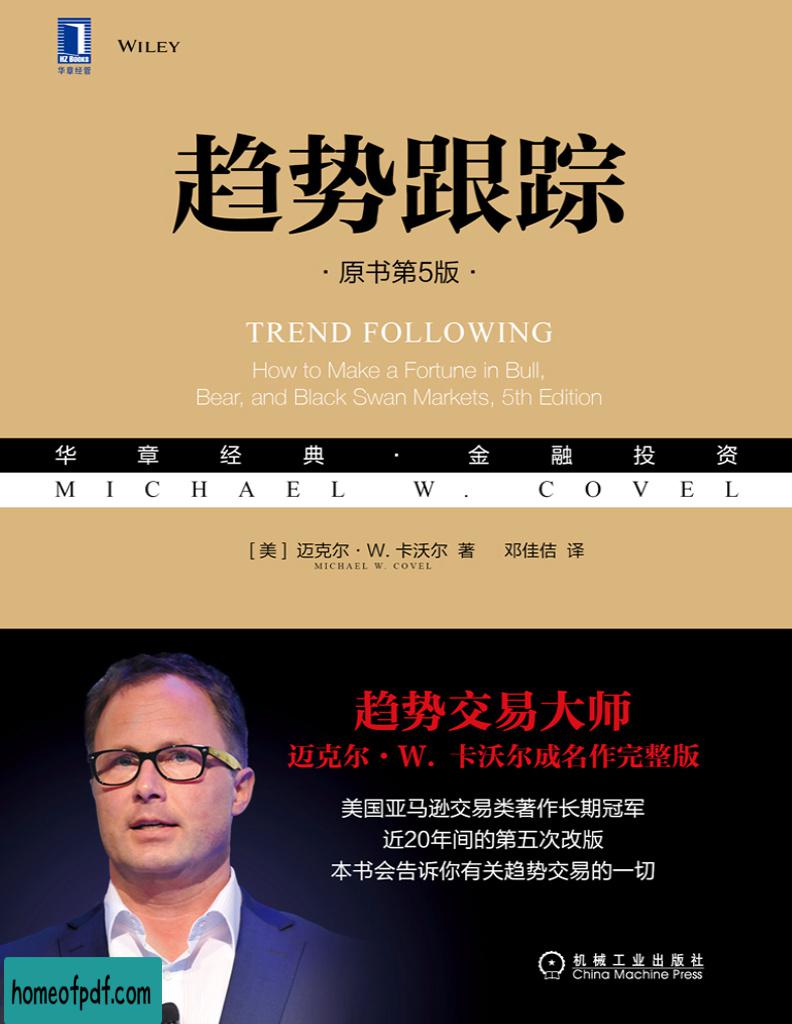 HZ BOOKS
华章经管
WILEY
趋势跟踪
·原书第5版·
TREND FOLLOWING
How to Make a Fortune in Bull,
Bear, and Black Swan Markets, 5th Edition
华章经典·金融投资
MICHAEL W. COVEL
[美] 迈克尔·W. 卡沃尔 著 邓佳佶 译
MICHAEL W. COVEL
趋势交易大师
迈克尔·W. 卡沃尔成名作完整版
美国亚马逊交易类著作长期冠军
近20年间的第五次改版
本书会告诉你有关趋势交易的一切
机械工业出版社
China Machine Press
homeofpdf.com